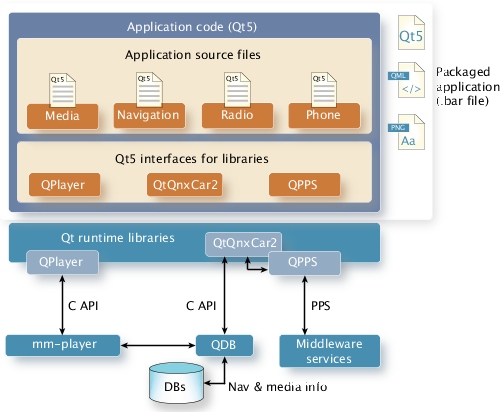 Application code (Qt5)
Application source files
Qt5
Qt5
Qt5
Qt5
Media
Navigation
Radio
Phone
Qt5 interfaces for libraries
QPlayer
QtQnxCar2
QPPS
Qt5
QML
</>
PNG
Aa
Packaged
application
(.bar file)
Qt runtime libraries
QtQnxCar2
QPlayer
QPPS
C API
C API
PPS
mm-player
QDB
Middleware
services
DBs
Nav & media info